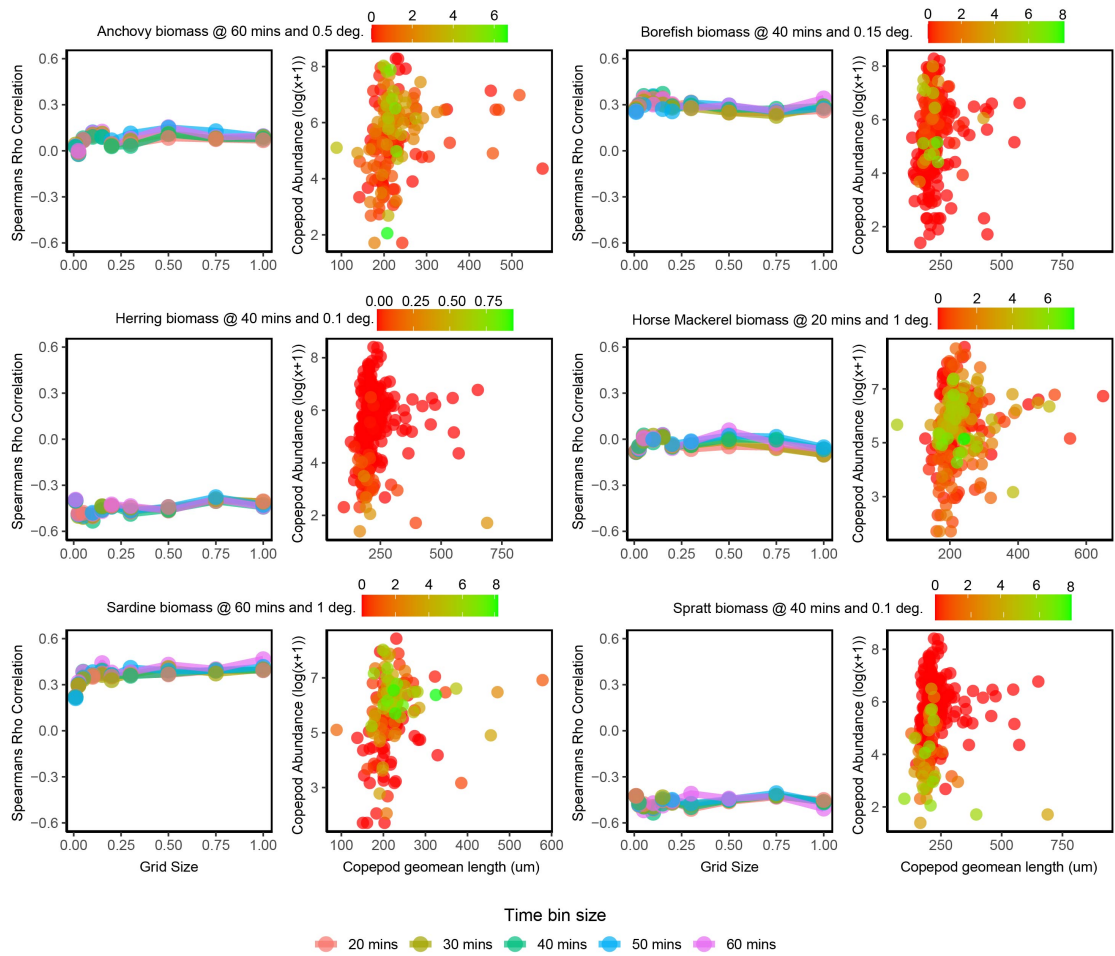 Anchovy biomass @ 60 mins and 0.5 deg.
0 2 4 6
Spearmans Rho Correlation
0.6
0.3
0.0
−0.3
−0.6
0.00 0.25 0.50 0.75 1.00
Copepod Abundance (log(x+1))
8
6
4
2
100 200 300 400 500
Borefish biomass @ 40 mins and 0.15 deg.
0 2 4 6 8
Spearmans Rho Correlation
0.6
0.3
0.0
−0.3
−0.6
0.00 0.25 0.50 0.75 1.00
Copepod Abundance (log(x+1))
8
6
4
2
250 500 750
Herring biomass @ 40 mins and 0.1 deg.
0.00 0.25 0.50 0.75
Spearmans Rho Correlation
0.6
0.3
0.0
−0.3
−0.6
0.00 0.25 0.50 0.75 1.00
Copepod Abundance (log(x+1))
8
6
4
2
250 500 750
Horse Mackerel biomass @ 20 mins and 1 deg.
0 2 4 6
Spearmans Rho Correlation
0.6
0.3
0.0
−0.3
−0.6
0.00 0.25 0.50 0.75 1.00
Copepod Abundance (log(x+1))
7
5
3
200 400 600
Sardine biomass @ 60 mins and 1 deg.
0 2 4 6 8
Spearmans Rho Correlation
0.6
0.3
0.0
−0.3
−0.6
0.00 0.25 0.50 0.75 1.00
Grid Size
Copepod Abundance (log(x+1))
7
5
3
100 200 300 400 500 600
Copepod geomean length (um)
Spratt biomass @ 40 mins and 0.1 deg.
0 2 4 6 8
Spearmans Rho Correlation
0.6
0.3
0.0
−0.3
−0.6
0.00 0.25 0.50 0.75 1.00
Grid Size
Copepod Abundance (log(x+1))
8
6
4
2
250 500 750
Copepod geomean length (um)
Time bin size
20 mins 30 mins 40 mins 50 mins 60 mins